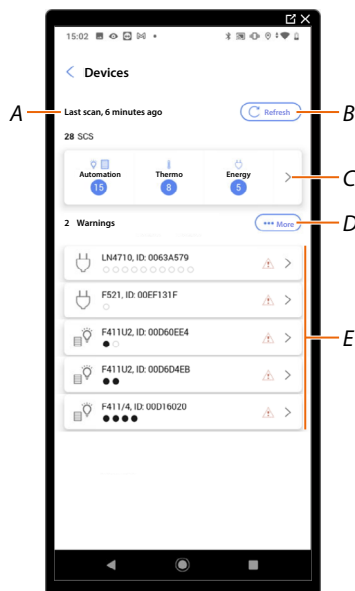 15:02
Devices
A
Last scan, 6 minutes ago
Refresh
B
28 SCS
Automation
15
Thermo
8
Energy
5
C
2 Warnings
••• More
D
LN4710, ID: 0063A579
F521, ID: 00EF131F
F411U2, ID: 00D60EE4
E
F411U2, ID: 00D6D4EB
F411/4, ID: 00D16020